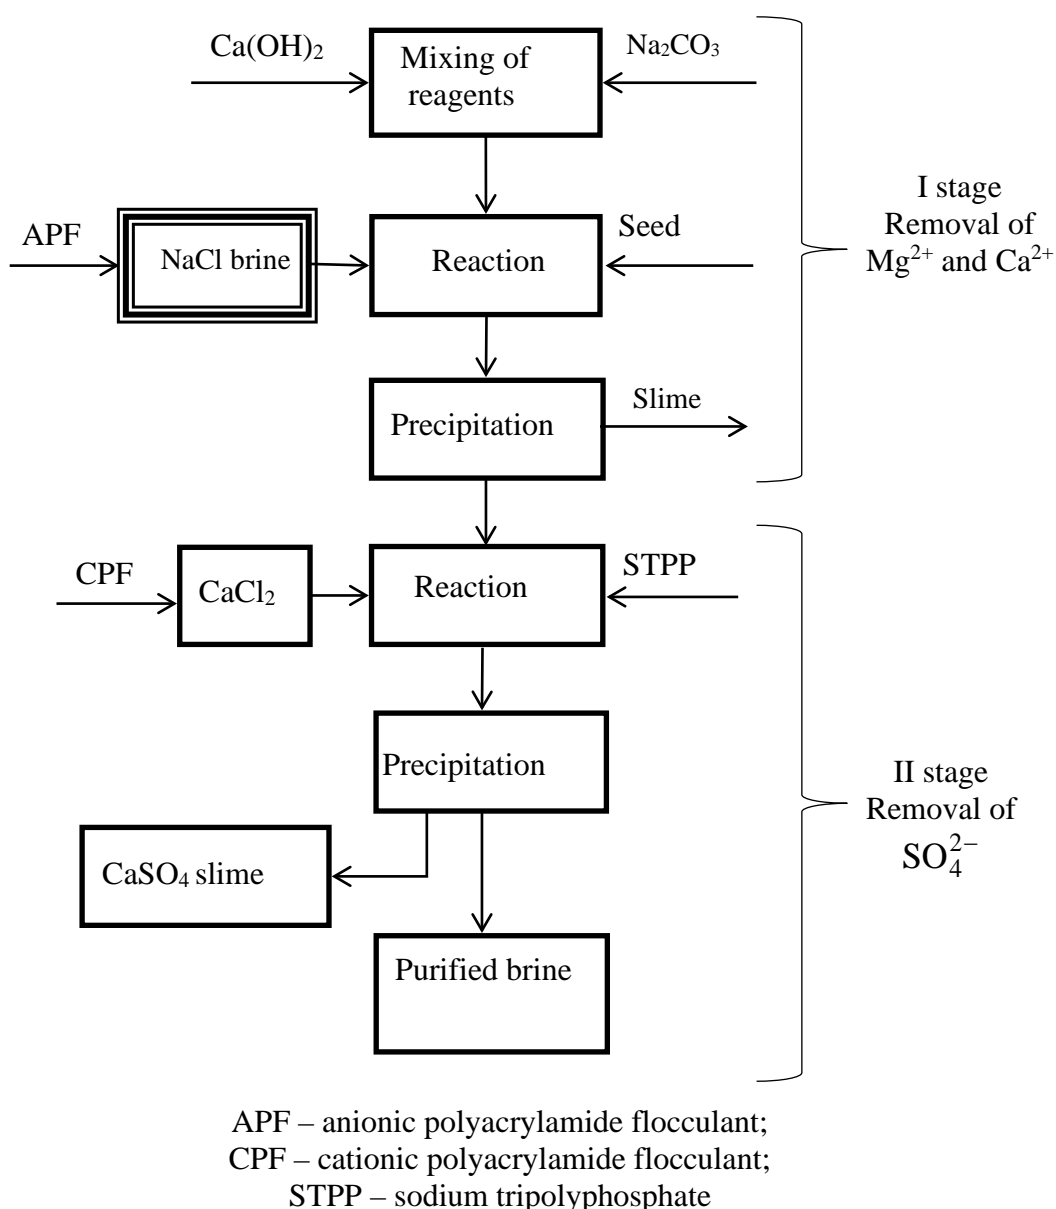 Ca(OH)₂
Mixing of
reagents
Na₂CO₃
I stage
Removal of
Mg²⁺ and Ca²⁺
APF
NaCl brine
Reaction
Seed
Precipitation
Slime
CPF
CaCl₂
Reaction
STPP
Precipitation
II stage
Removal of
SO₄²⁻
CaSO₄ slime
Purified brine
APF – anionic polyacrylamide flocculant;
CPF – cationic polyacrylamide flocculant;
STPP – sodium tripolyphosphate